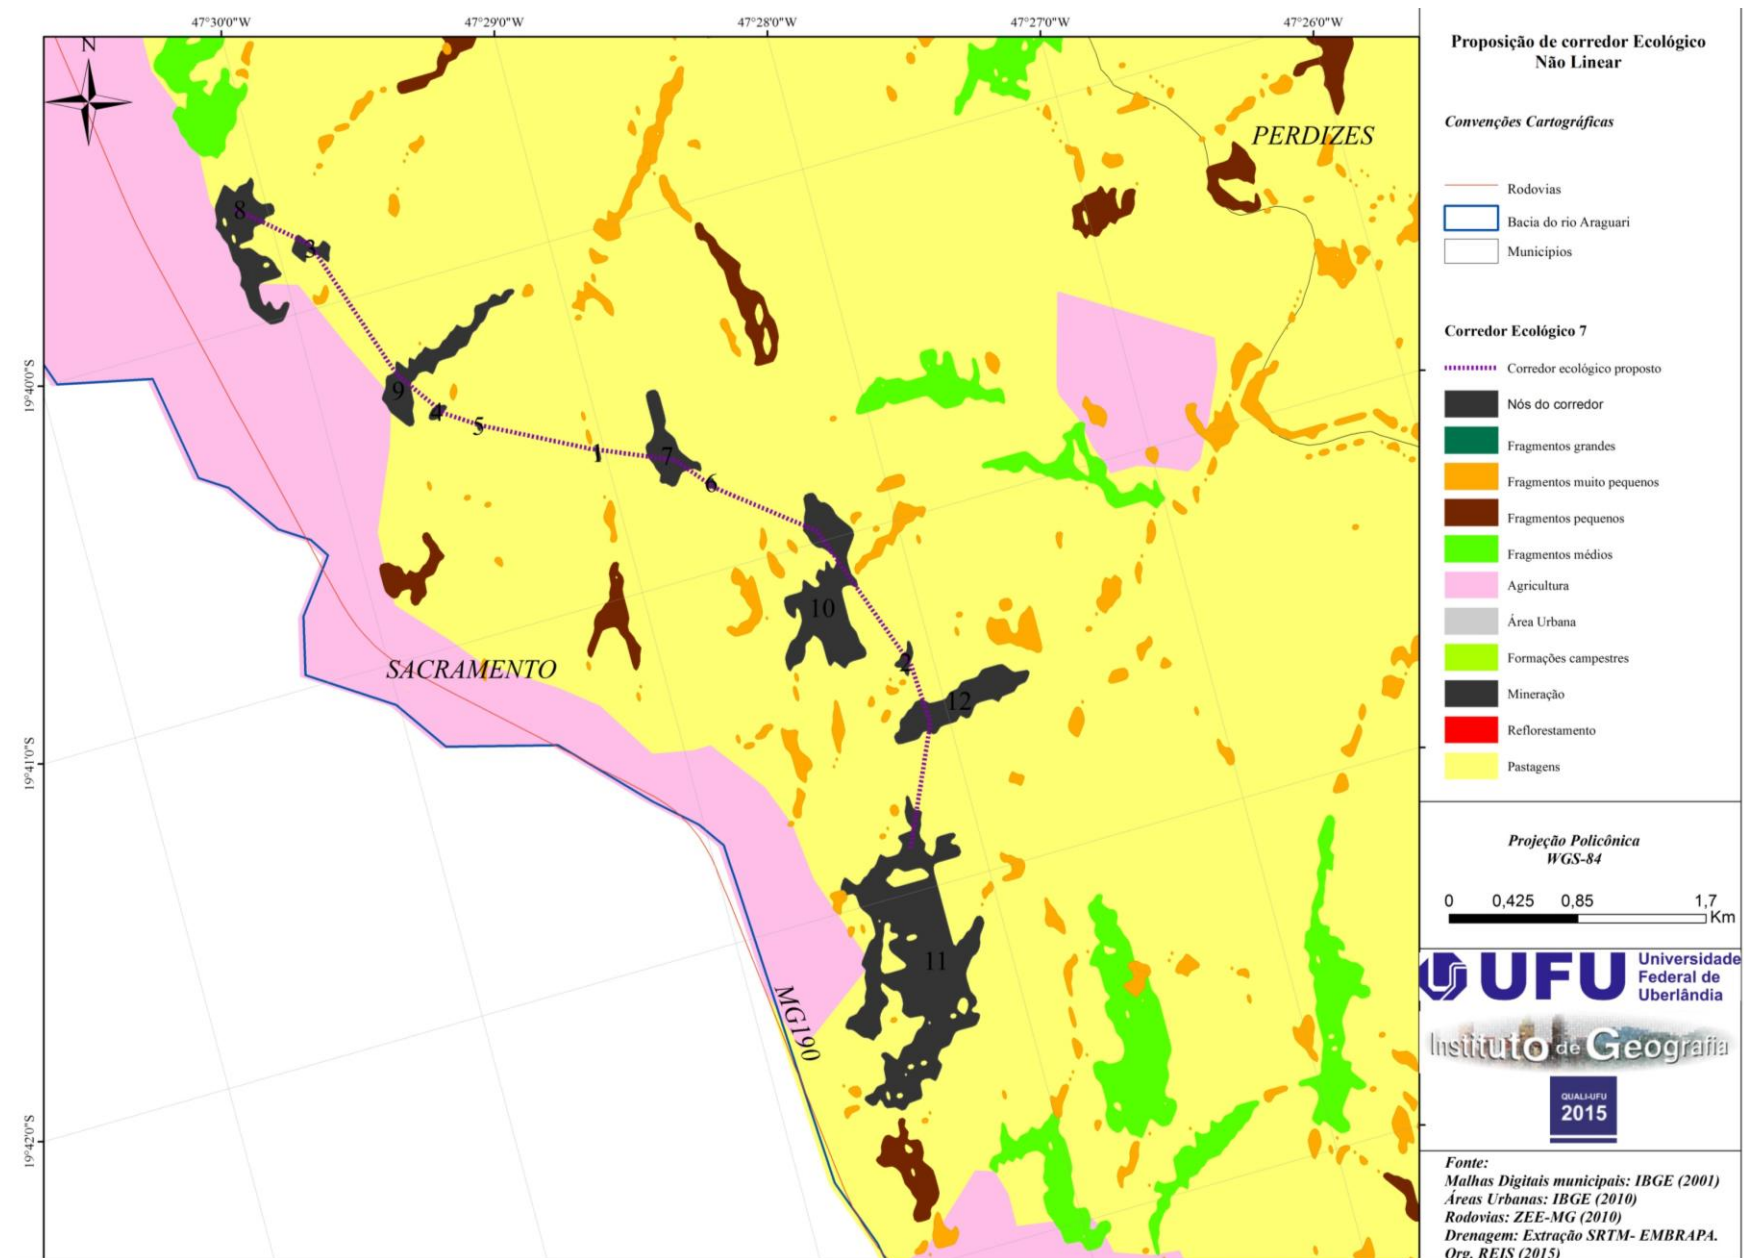 47°30'0"W
47°29'0"W
47°28'0"W
47°27'0"W
47°26'0"W
N
19°40'0"S
19°41'0"S
19°42'0"S
PERDIZES
8
3
9
4
5
1
7
6
10
2
12
11
SACRAMENTO
MG190
Proposição de corredor Ecológico
Não Linear
Convenções Cartográficas
Rodovias
Bacia do rio Araguari
Municípios
Corredor Ecológico 7
Corredor ecológico proposto
Nós do corredor
Fragmentos grandes
Fragmentos muito pequenos
Fragmentos pequenos
Fragmentos médios
Agricultura
Área Urbana
Formações campestres
Mineração
Reflorestamento
Pastagens
Projeção Policônica
WGS-84
0 0,425 0,85 1,7
Km
UFU Universidade
Federal de
Uberlândia
Instituto de Geografia
QUALI-UFU
2015
Fonte:
Malhas Digitais municipais: IBGE (2001)
Áreas Urbanas: IBGE (2010)
Rodovias: ZEE-MG (2010)
Drenagem: Extração SRTM- EMBRAPA.
Org. REIS (2015)